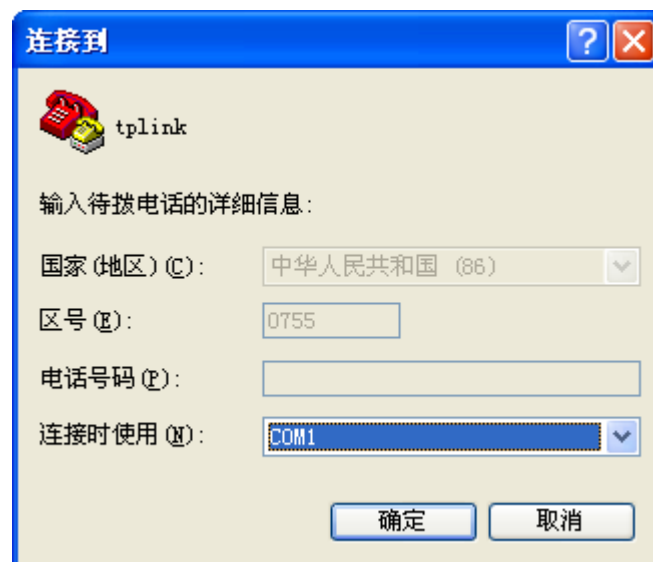 连接到
tplink
输入待拨电话的详细信息:
国家(地区)(C): 中华人民共和国 (86)
区号(E): 0755
电话号码(P):
连接时使用(N): COM1
确定 取消